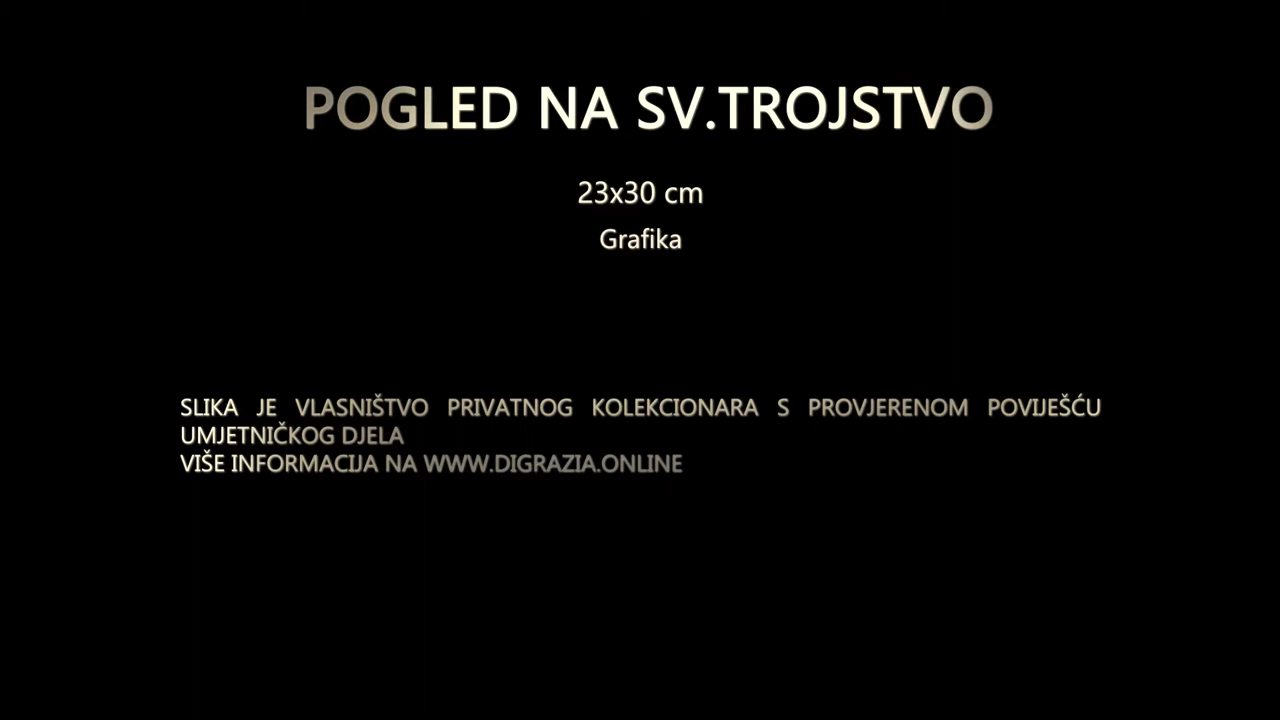 POGLED NA SV.TROJSTVO
23x30 cm
Grafika
SLIKA JE VLASNIŠTVO PRIVATNOG KOLEKCIONARA S PROVJERENOM POVIJEŠĆU
UMJETNIČKOG DJELA
VIŠE INFORMACIJA NA WWW.DIGRAZIA.ONLINE